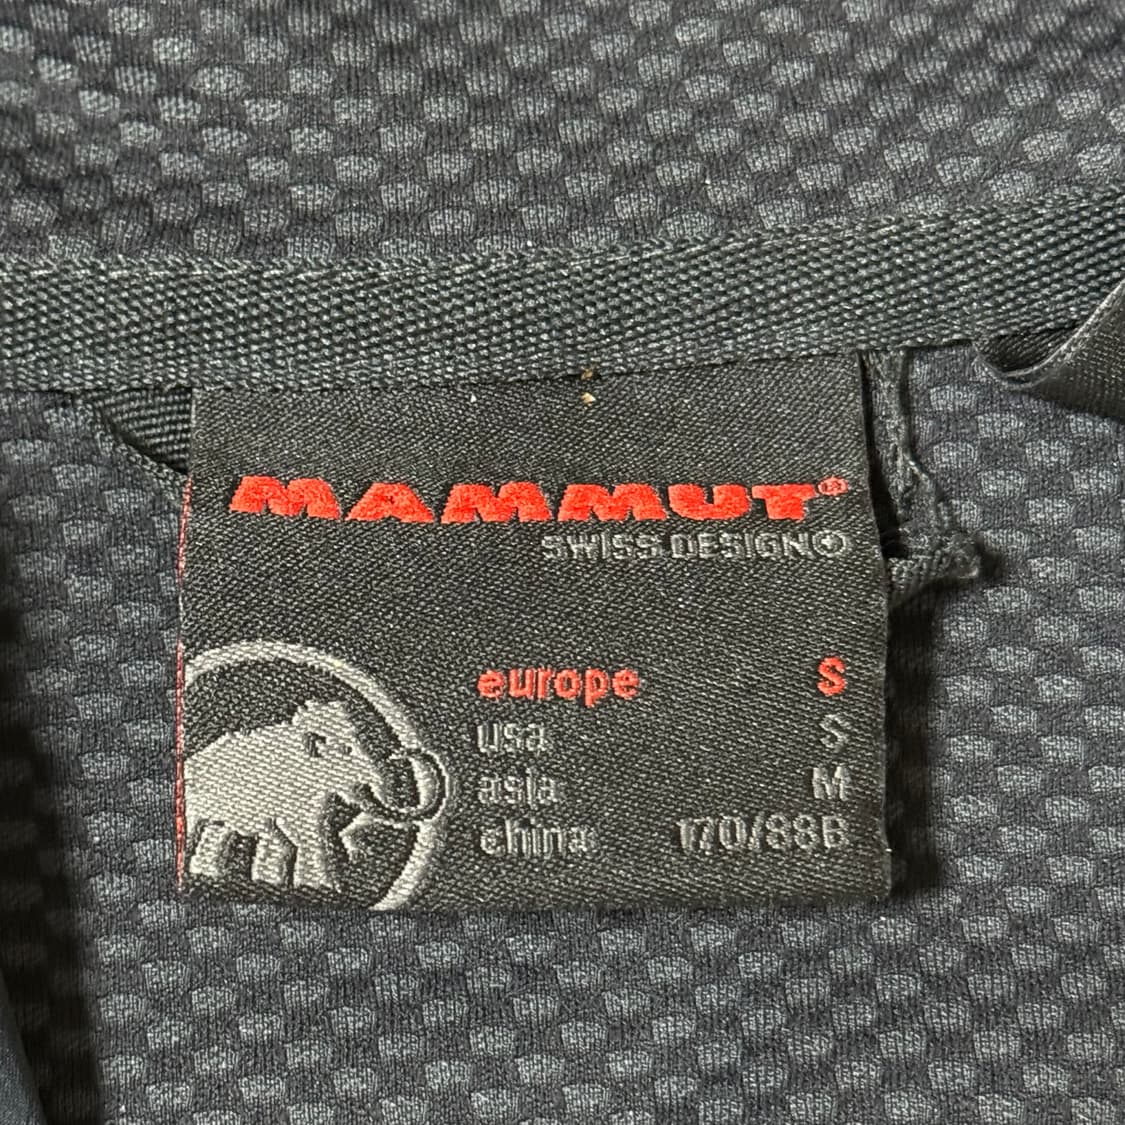 MAMMUT®
SWISS DESIGN
europe S
usa S
asia M
china 170/88B